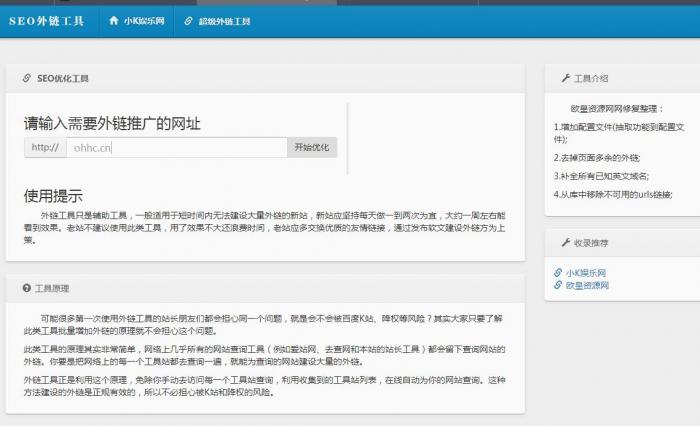 SEO外链工具
小K娱乐网
超级外链工具
SEO优化工具
请输入需要外链推广的网址
http://
ohhc.cn
开始优化
使用提示
外链工具只是辅助工具，一般适用于短时间内无法建设大量外链的新站，新站应坚持每天做一到两次为宜，大约一周左右能
看到效果。老站不建议使用此类工具，用了效果不大还浪费时间，老站应多交换优质的友情链接，通过发布软文建设外链方为上
策。
工具原理
可能很多第一次使用外链工具的站长朋友们都会担心同一个问题，就是会不会被百度K站、降权等风险？其实大家只要了解
此类工具批量增加外链的原理就不会担心这个问题。
此类工具的原理其实非常简单，网络上几乎所有的网站查询工具（例如爱站网、去查网和本站的站长工具）都会留下查询网站的
外链。你要是把网络上的每一个工具站都去查询一遍，就能为查询的网站建设大量的外链。
外链工具正是利用这个原理，免除你手动去访问每一个工具站查询，利用收集到的工具站列表，在线自动为你的网站查询。这种
方法建设的外链是正规有效的，所以不必担心被K站和降权的风险。
工具介绍
欧皇资源网网修复整理：
1.增加配置文件(抽取功能到配置文
件);
2.去掉页面多余的外链;
3.补全所有已知英文域名;
4.从库中移除不可用的urls链接;
收录推荐
小K娱乐网
欧皇资源网